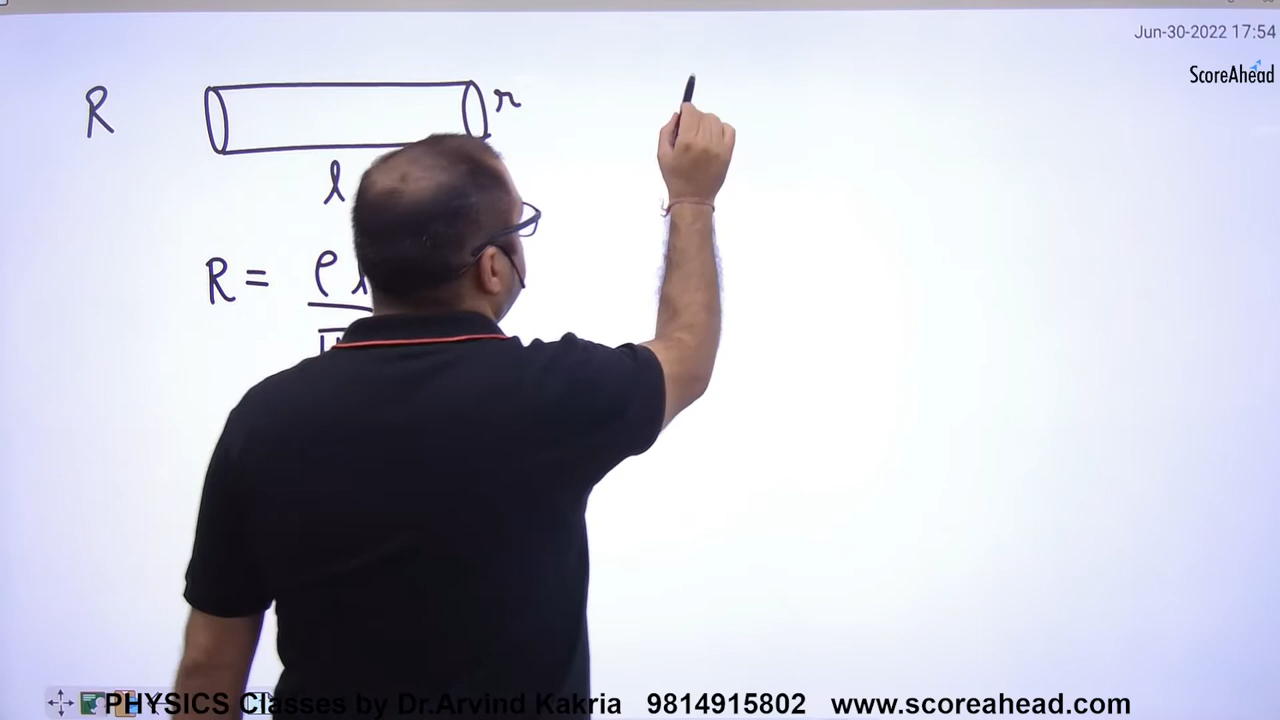 Jun-30-2022 17:54
ScoreAhead
R
r
l
R = ρ l
PHYSICS Classes by Dr.Arvind Kakria 9814915802 www.scoreahead.com